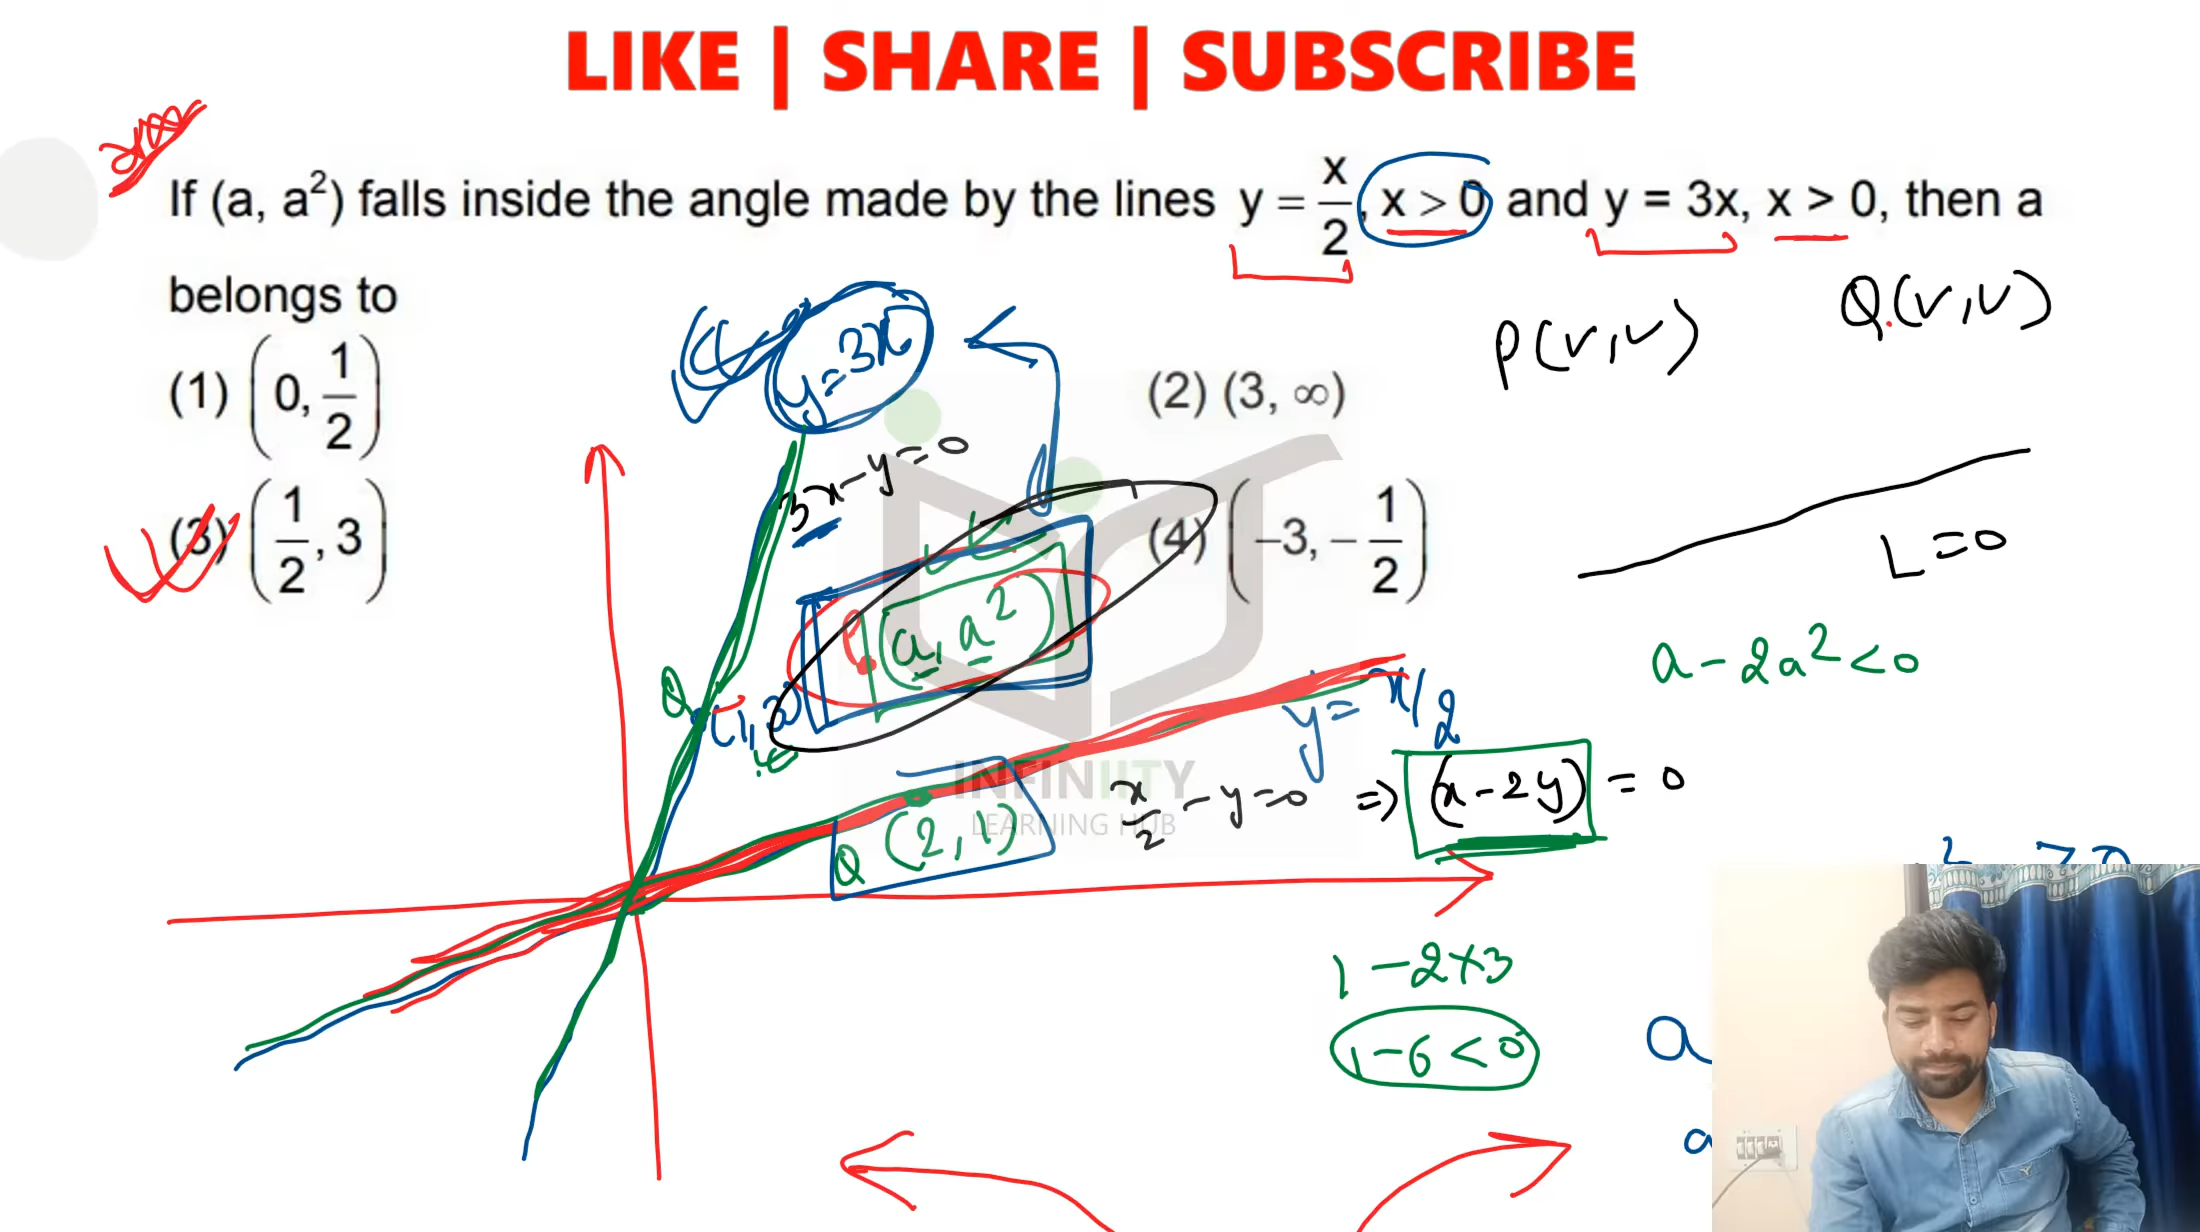 LIKE | SHARE | SUBSCRIBE
If (a, a²) falls inside the angle made by the lines y = x/2, x > 0 and y = 3x, x > 0, then a
belongs to
(1) (0, 1/2)
(2) (3, ∞)
(3) (1/2, 3)
(4) (−3, −1/2)
P(v,v)
Q.(v,v)
y=3x
3x−y=0
L=0
P
a, a²
a−2a²<0
Q
(1,3)
y=x/2
x/2−y=0 ⇒ (x−2y)=0
Q (2,1)
INFINIITY
LEARNING HUB
1−2×3
1−6<0
a
a